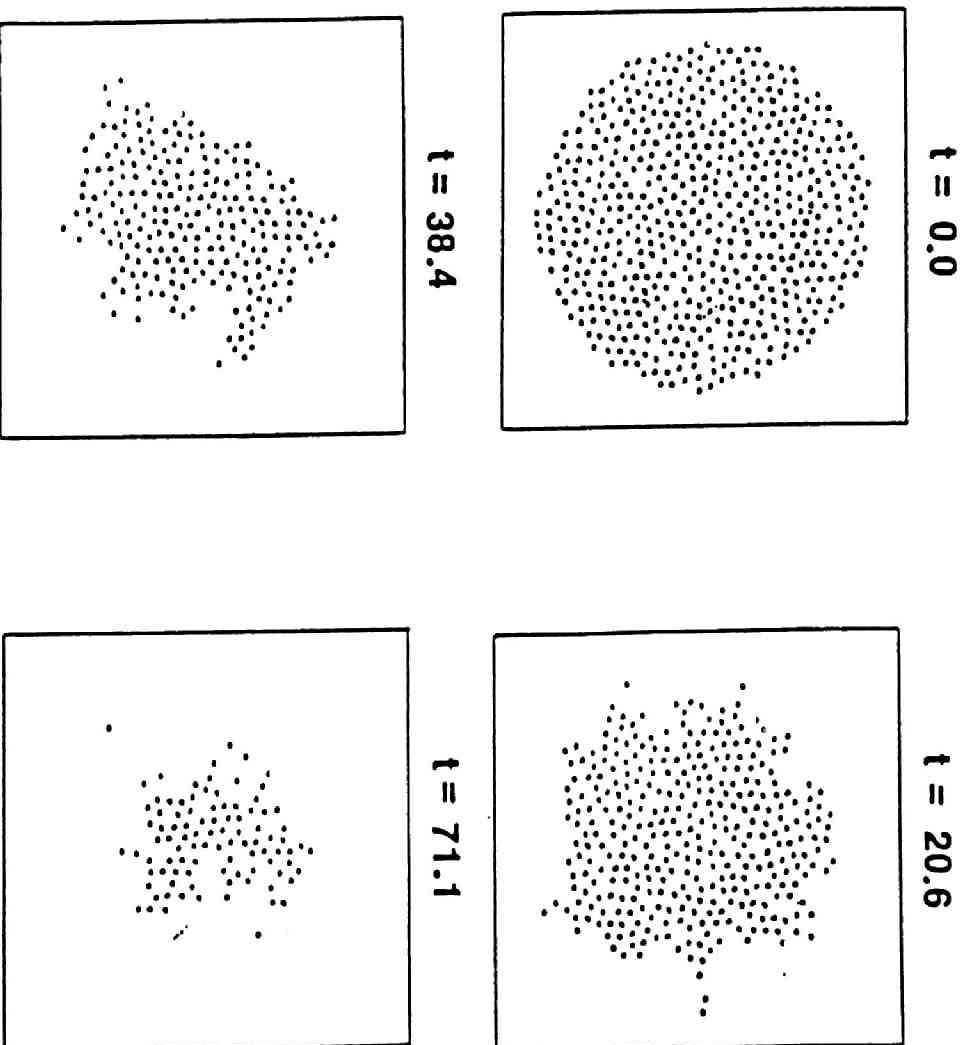 t = 0.0
t = 20.6
t = 38.4
t = 71.1